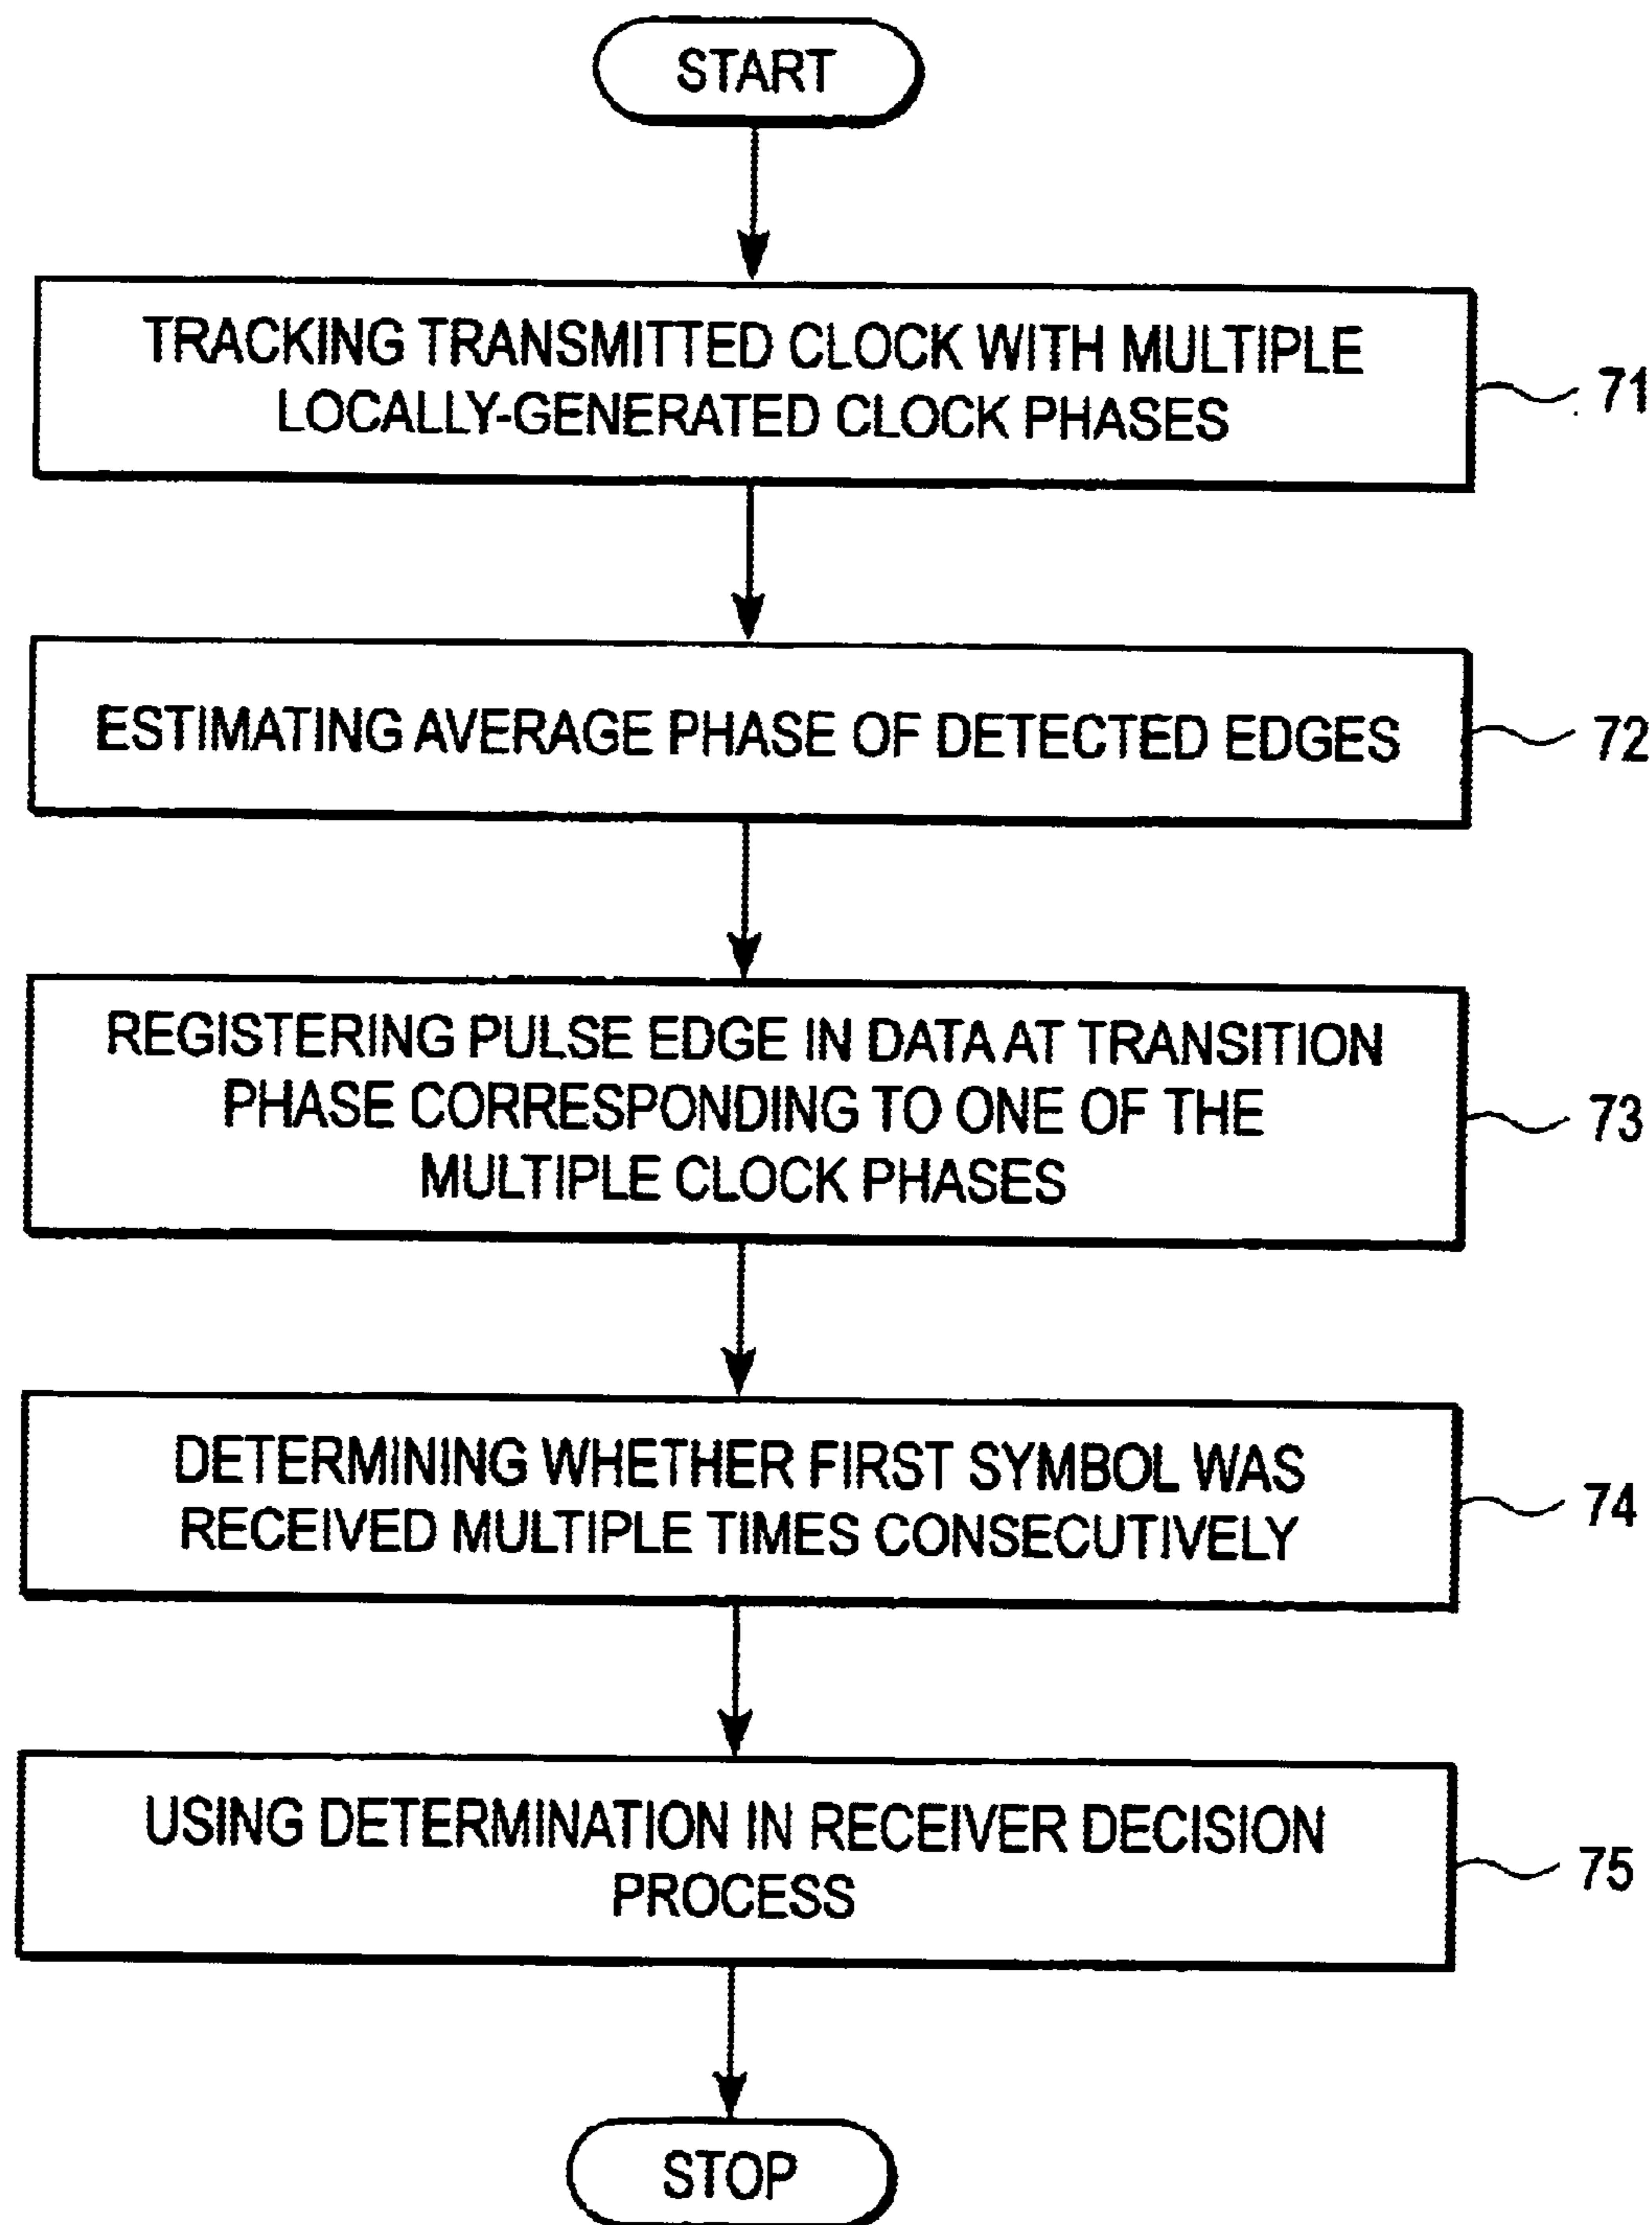 START
TRACKING TRANSMITTED CLOCK WITH MULTIPLE
LOCALLY-GENERATED CLOCK PHASES
71
ESTIMATING AVERAGE PHASE OF DETECTED EDGES
72
REGISTERING PULSE EDGE IN DATA AT TRANSITION
PHASE CORRESPONDING TO ONE OF THE
MULTIPLE CLOCK PHASES
73
DETERMINING WHETHER FIRST SYMBOL WAS
RECEIVED MULTIPLE TIMES CONSECUTIVELY
74
USING DETERMINATION IN RECEIVER DECISION
PROCESS
75
STOP